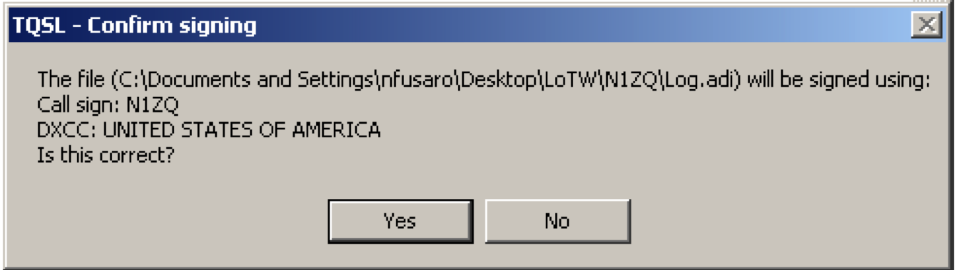 TQSL - Confirm signing
The file (C:\Documents and Settings\nfusaro\Desktop\LoTW\N1ZQ\Log.adi) will be signed using:
Call sign: N1ZQ
DXCC: UNITED STATES OF AMERICA
Is this correct?
Yes
No